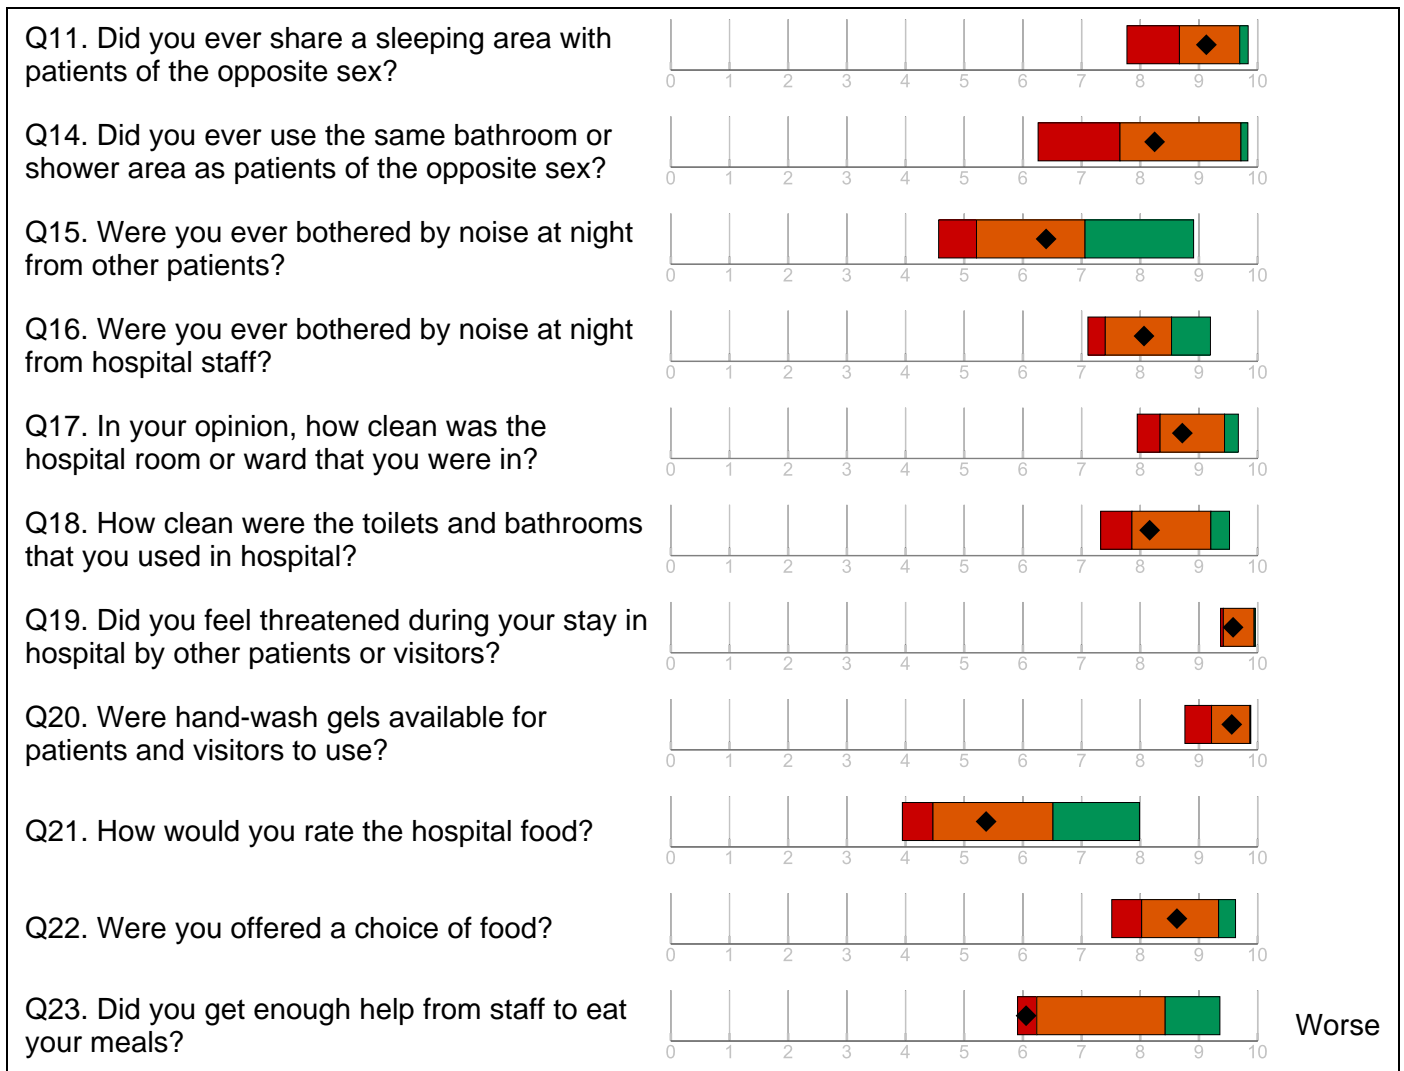 Q11. Did you ever share a sleeping area with
patients of the opposite sex?
0 1 2 3 4 5 6 7 8 9 10
Q14. Did you ever use the same bathroom or
shower area as patients of the opposite sex?
0 1 2 3 4 5 6 7 8 9 10
Q15. Were you ever bothered by noise at night
from other patients?
0 1 2 3 4 5 6 7 8 9 10
Q16. Were you ever bothered by noise at night
from hospital staff?
0 1 2 3 4 5 6 7 8 9 10
Q17. In your opinion, how clean was the
hospital room or ward that you were in?
0 1 2 3 4 5 6 7 8 9 10
Q18. How clean were the toilets and bathrooms
that you used in hospital?
0 1 2 3 4 5 6 7 8 9 10
Q19. Did you feel threatened during your stay in
hospital by other patients or visitors?
0 1 2 3 4 5 6 7 8 9 10
Q20. Were hand-wash gels available for
patients and visitors to use?
0 1 2 3 4 5 6 7 8 9 10
Q21. How would you rate the hospital food?
0 1 2 3 4 5 6 7 8 9 10
Q22. Were you offered a choice of food?
0 1 2 3 4 5 6 7 8 9 10
Q23. Did you get enough help from staff to eat
your meals?
0 1 2 3 4 5 6 7 8 9 10
Worse